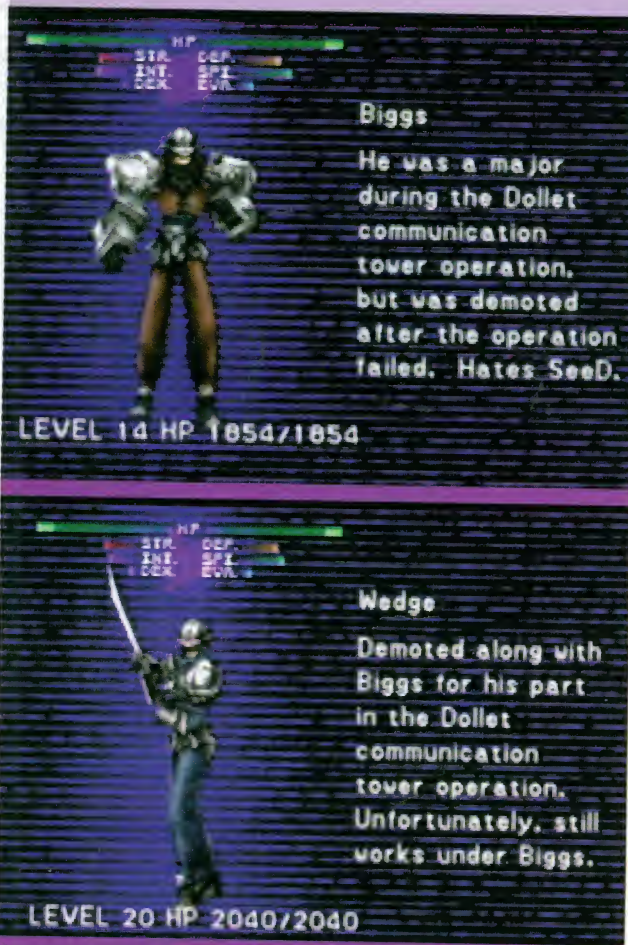 HP
STR. DEF.
INT. SPI.
DEX. EVA.
Biggs
He was a major
during the Dollet
communication
tower operation,
but was demoted
after the operation
failed. Hates SeeD.
LEVEL 14 HP 1854/1854
HP
STR. DEF.
INT. SPI.
DEX. EVA.
Wedge
Demoted along with
Biggs for his part
in the Dollet
communication
tower operation.
Unfortunately, still
works under Biggs.
LEVEL 20 HP 2040/2040